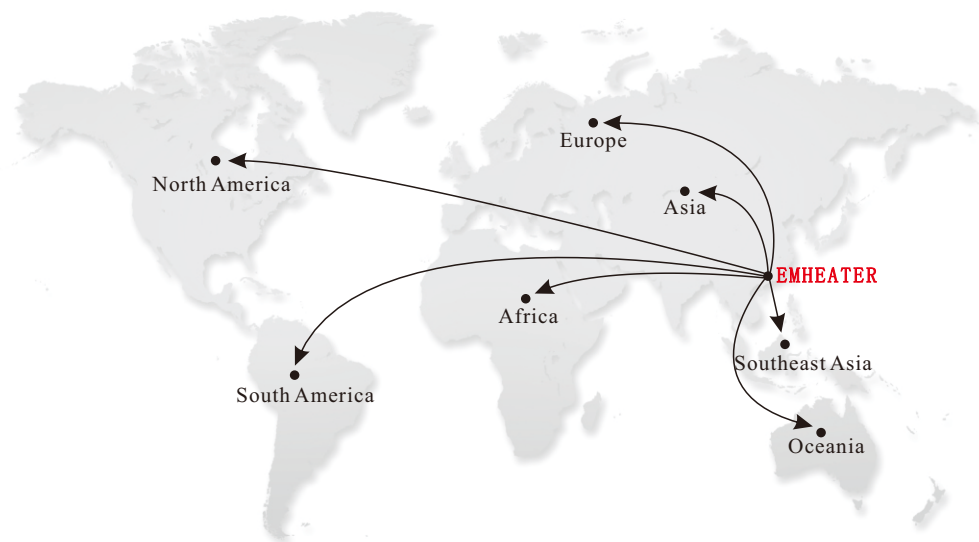 Europe
North America
Asia
EMHEATER
Africa
Southeast Asia
South America
Oceania